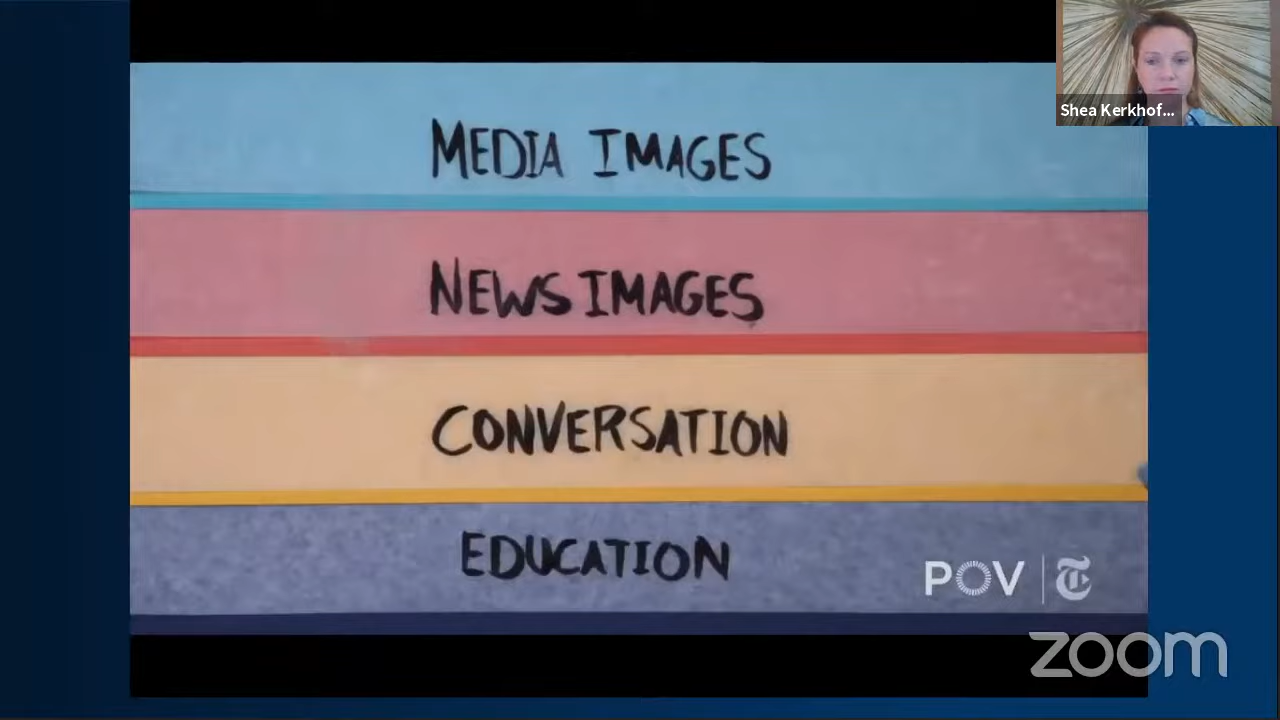 Shea Kerkhof...
MEDIA IMAGES
NEWS IMAGES
CONVERSATION
EDUCATION
POV | T
zoom